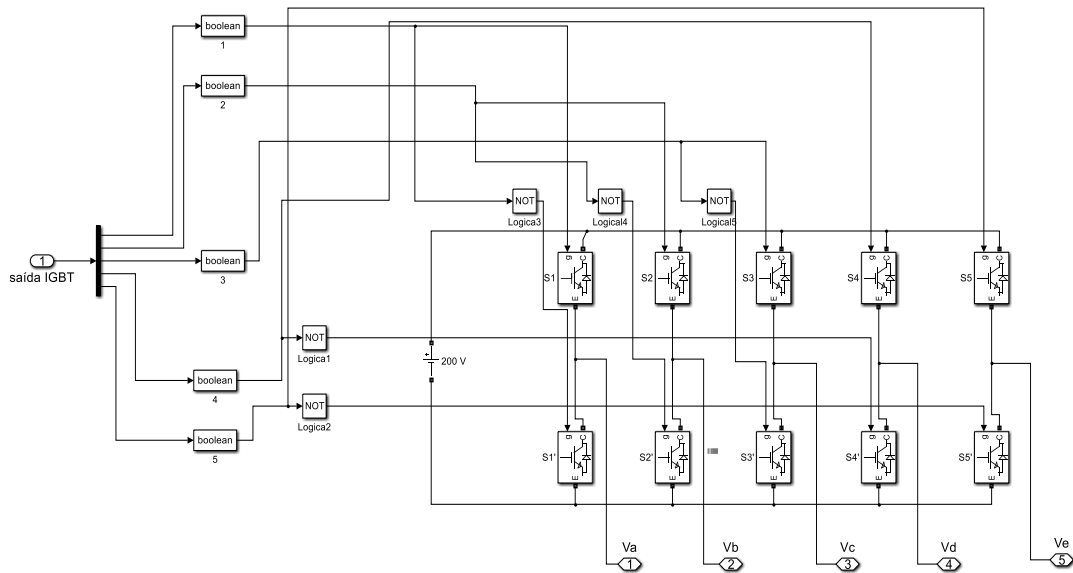 boolean
1
boolean
2
NOT
Logica3
NOT
Logical4
NOT
Logical5
1
saída IGBT
boolean
3
g
C
E
S1
g
C
E
S2
g
C
E
S3
g
C
E
S4
g
C
E
S5
NOT
Logica1
+
200 V
boolean
4
NOT
Logica2
boolean
5
g
C
E
S1'
g
C
E
S2'
g
C
E
S3'
g
C
E
S4'
g
C
E
S5'
Va
1
Vb
2
Vc
3
Vd
4
Ve
5